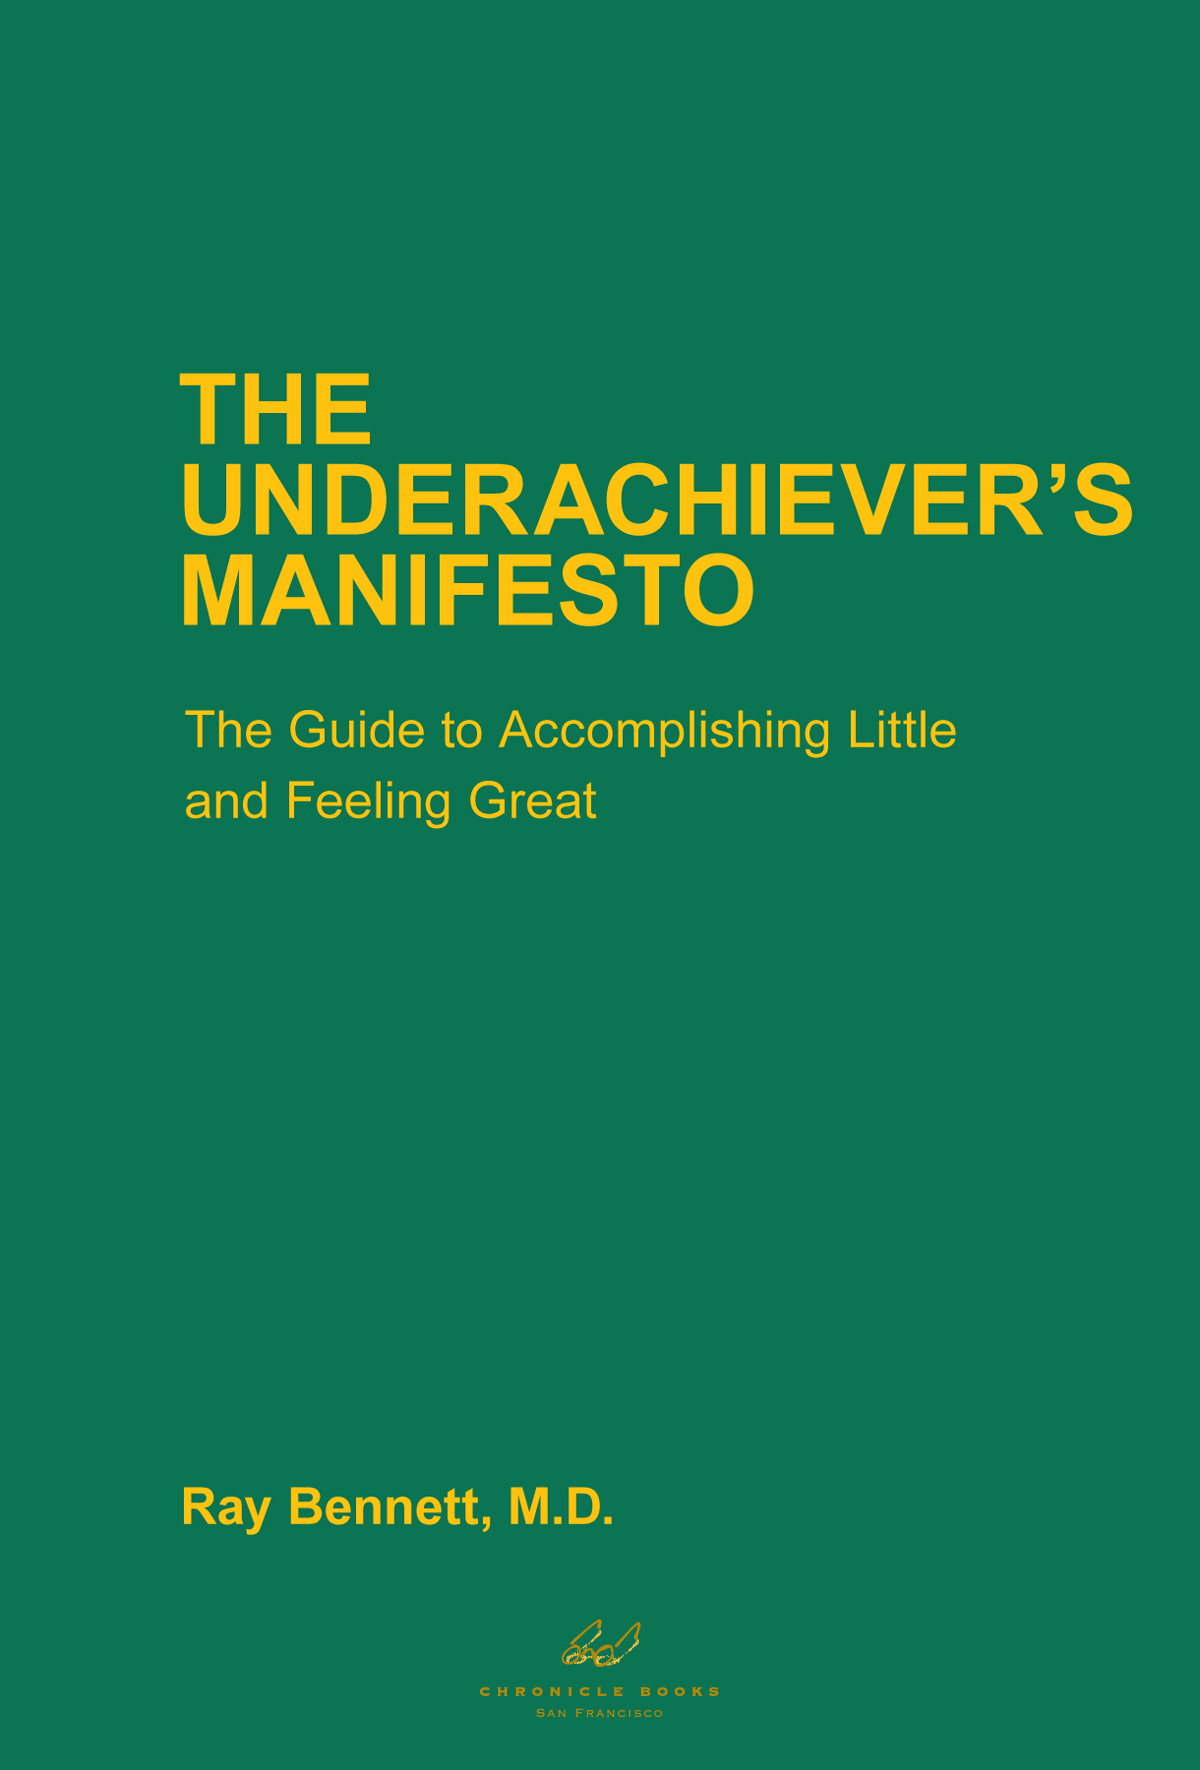 THE
UNDERACHIEVER’S
MANIFESTO
The Guide to Accomplishing Little
and Feeling Great
Ray Bennett, M.D.
CHRONICLE BOOKS
SAN FRANCISCO